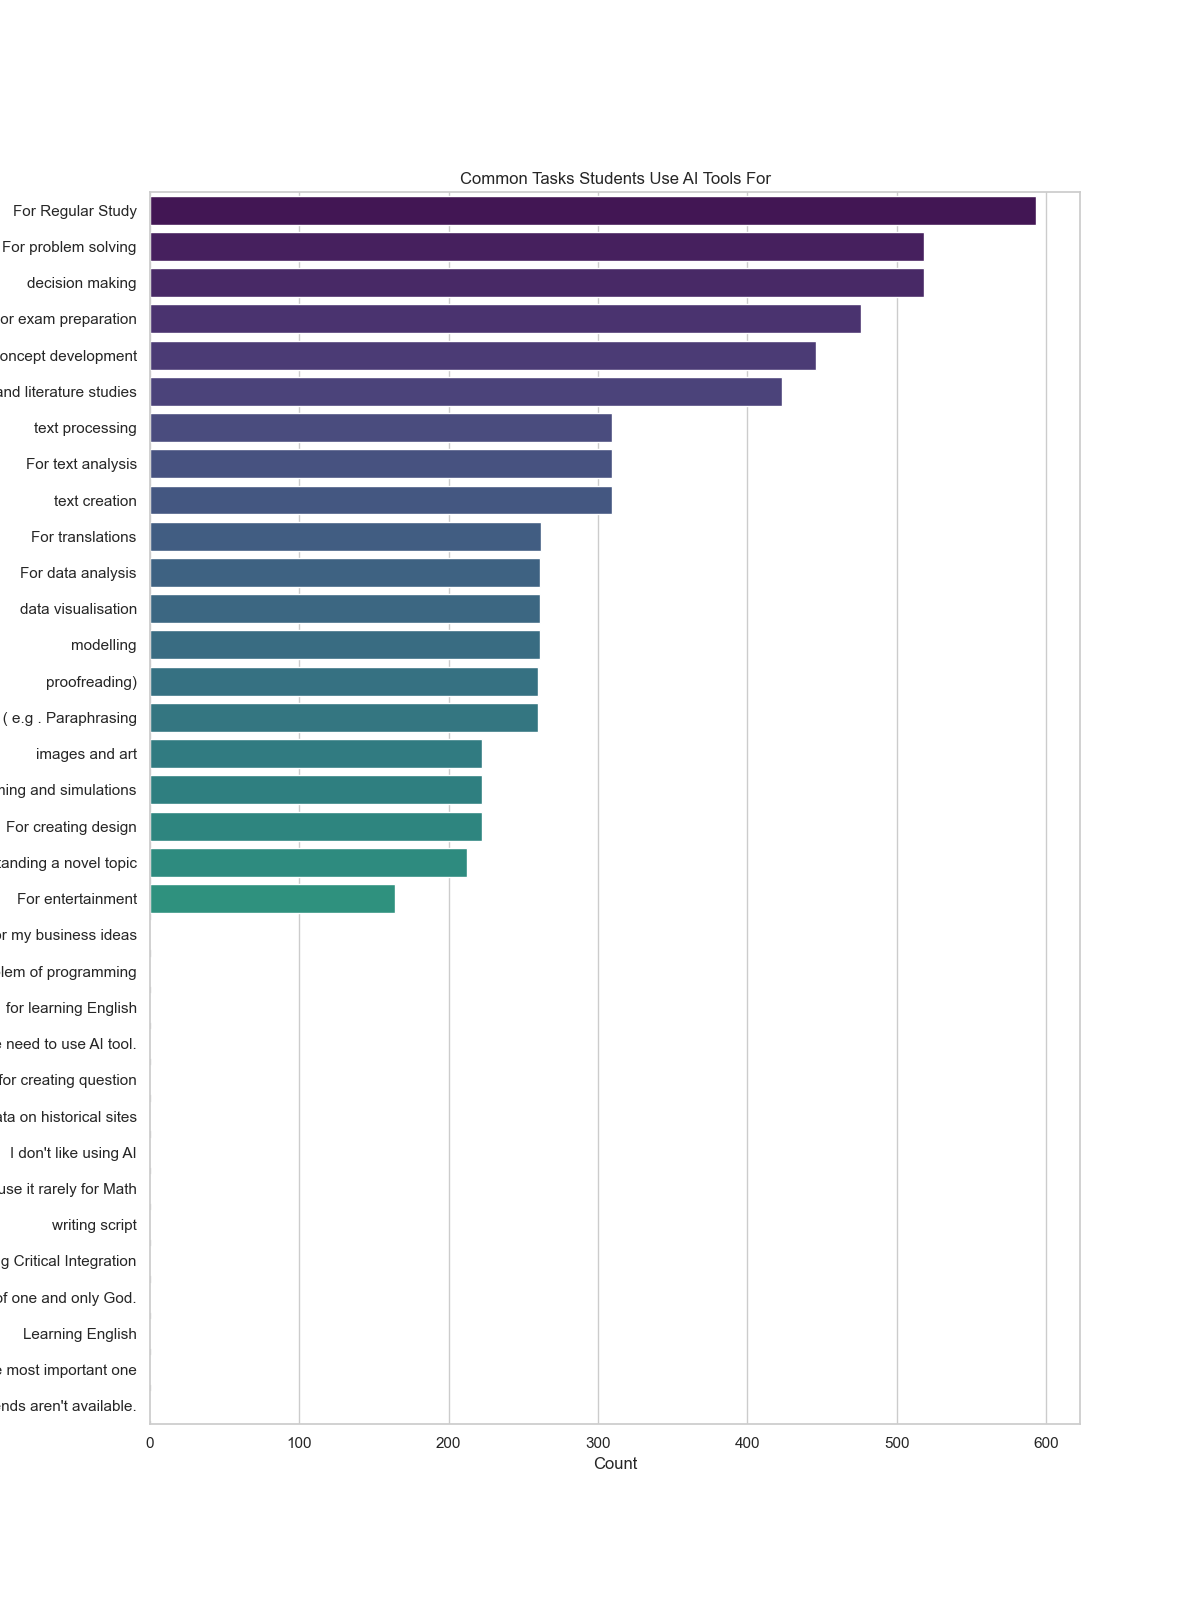 Common Tasks Students Use AI Tools For
For Regular Study
For problem solving
decision making
or exam preparation
oncept development
and literature studies
text processing
For text analysis
text creation
For translations
For data analysis
data visualisation
modelling
proofreading)
( e.g . Paraphrasing
images and art
ning and simulations
For creating design
tanding a novel topic
For entertainment
or my business ideas
lem of programming
for learning English
need to use AI tool.
for creating question
ata on historical sites
I don't like using AI
use it rarely for Math
writing script
g Critical Integration
of one and only God.
Learning English
most important one
ends aren't available.
0 100 200 300 400 500 600
Count